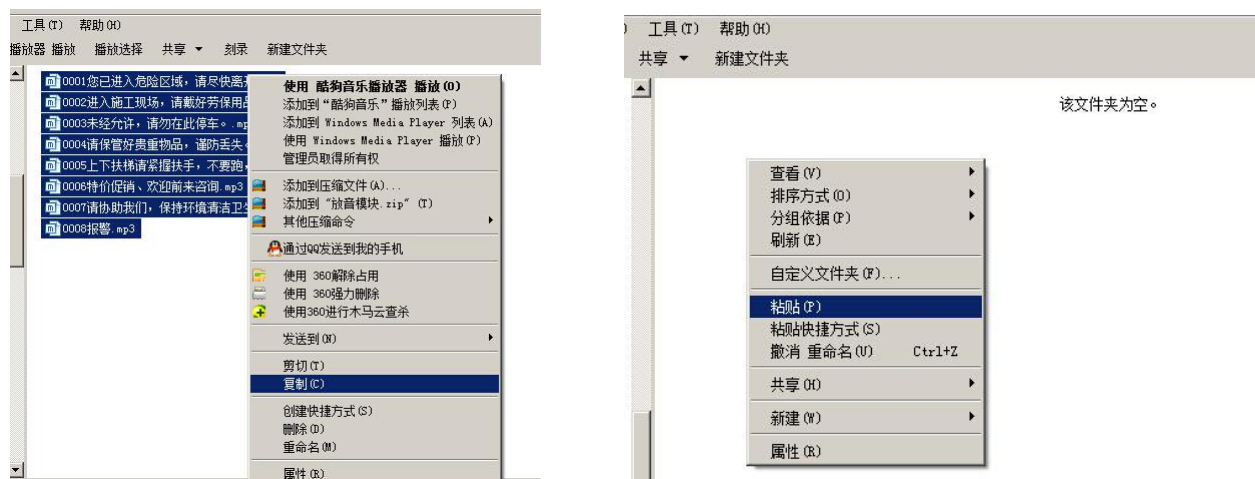 工具(T) 帮助(H)
播放器 播放 播放选择 共享 刻录 新建文件夹
0001您已进入危险区域，请尽快离
0002进入施工现场，请戴好劳保用品
0003未经允许，请勿在此停车。.mp
0004请保管好贵重物品，谨防丢失。
0005上下扶梯请紧握扶手，不要跑，
0006特价促销、欢迎前来咨询.mp3
0007请协助我们，保持环境清洁卫生
0008报警.mp3
使用 酷狗音乐播放器 播放(O)
添加到“酷狗音乐”播放列表(P)
添加到 Windows Media Player 列表(A)
使用 Windows Media Player 播放(P)
管理员取得所有权
添加到压缩文件(A)...
添加到 “放音模块.zip” (T)
其他压缩命令
通过QQ发送到我的手机
使用 360解除占用
使用 360强力删除
使用360进行木马云查杀
发送到(N)
剪切(T)
复制(C)
创建快捷方式(S)
删除(D)
重命名(M)
属性(R)
) 工具(T) 帮助(H)
共享 新建文件夹
该文件夹为空。
查看(V)
排序方式(O)
分组依据(P)
刷新(E)
自定义文件夹(F)...
粘贴(P)
粘贴快捷方式(S)
撤消 重命名(U) Ctrl+Z
共享(H)
新建(W)
属性(R)